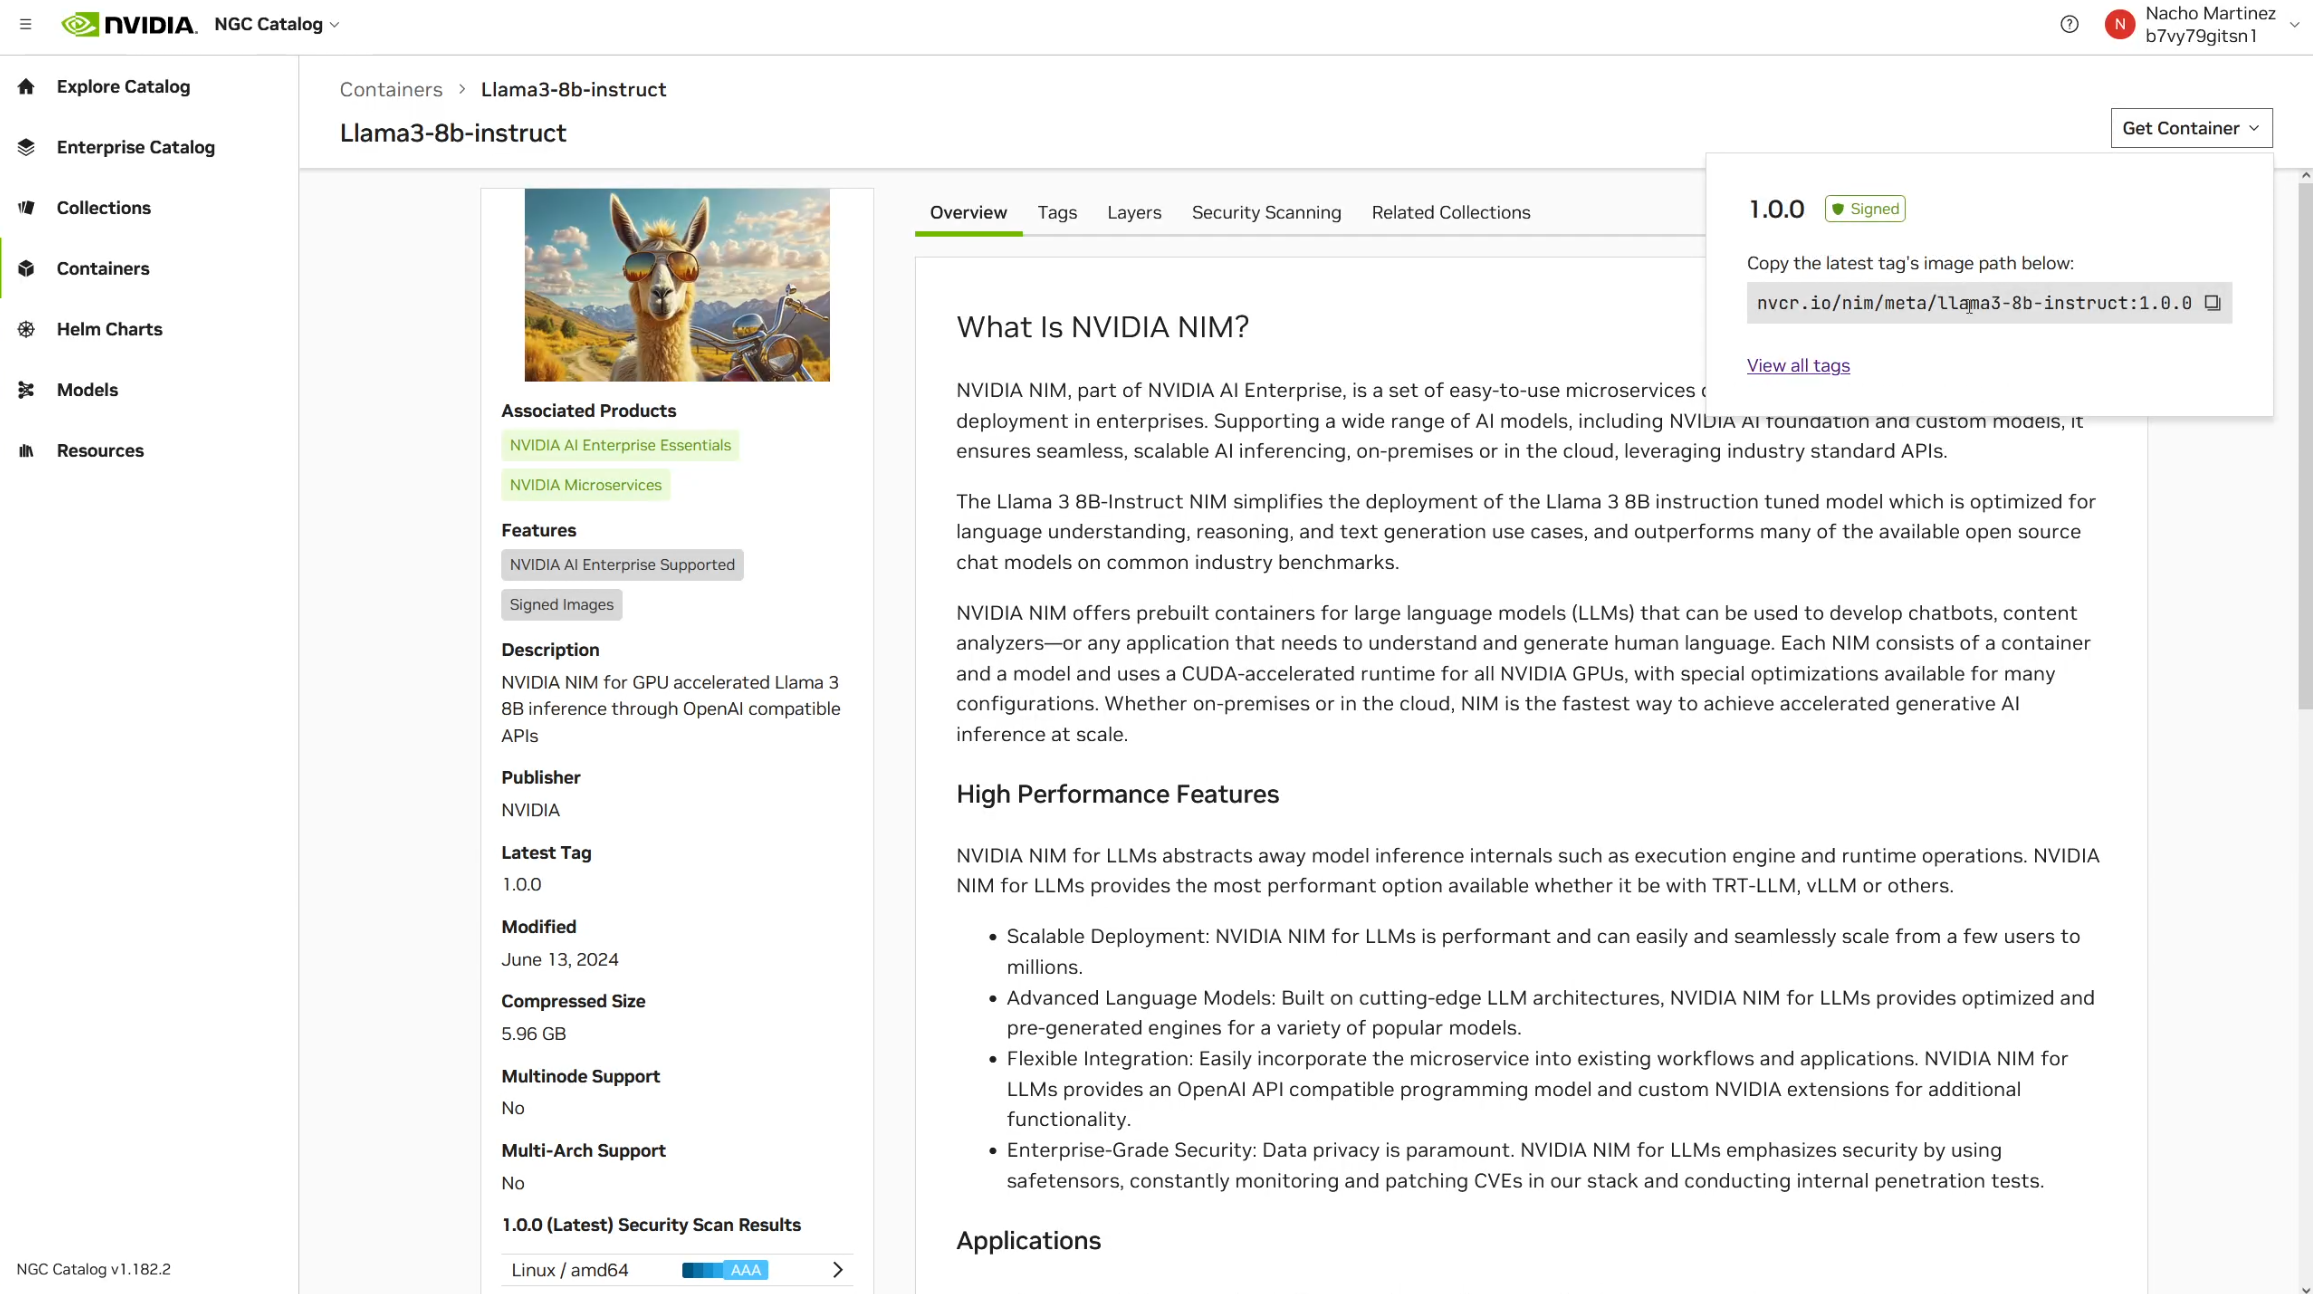 NVIDIA.
NGC Catalog
Nacho Martinez
N
b7vy79gitsn1
Explore Catalog
Enterprise Catalog
Collections
Containers
Helm Charts
Models
Resources
NGC Catalog v1.182.2
Containers > Llama3-8b-instruct
Llama3-8b-instruct
Get Container
1.0.0 Signed
Copy the latest tag's image path below:
nvcr.io/nim/meta/llama3-8b-instruct:1.0.0
View all tags
Associated Products
NVIDIA AI Enterprise Essentials
NVIDIA Microservices
Features
NVIDIA AI Enterprise Supported
Signed Images
Description
NVIDIA NIM for GPU accelerated Llama 3
8B inference through OpenAI compatible
APIs
Publisher
NVIDIA
Latest Tag
1.0.0
Modified
June 13, 2024
Compressed Size
5.96 GB
Multinode Support
No
Multi-Arch Support
No
1.0.0 (Latest) Security Scan Results
Linux / amd64 AAA
Overview Tags Layers Security Scanning Related Collections
What Is NVIDIA NIM?
NVIDIA NIM, part of NVIDIA AI Enterprise, is a set of easy-to-use microservices
deployment in enterprises. Supporting a wide range of AI models, including NVIDIA AI foundation and custom models, it
ensures seamless, scalable AI inferencing, on-premises or in the cloud, leveraging industry standard APIs.
The Llama 3 8B-Instruct NIM simplifies the deployment of the Llama 3 8B instruction tuned model which is optimized for
language understanding, reasoning, and text generation use cases, and outperforms many of the available open source
chat models on common industry benchmarks.
NVIDIA NIM offers prebuilt containers for large language models (LLMs) that can be used to develop chatbots, content
analyzers—or any application that needs to understand and generate human language. Each NIM consists of a container
and a model and uses a CUDA-accelerated runtime for all NVIDIA GPUs, with special optimizations available for many
configurations. Whether on-premises or in the cloud, NIM is the fastest way to achieve accelerated generative AI
inference at scale.
High Performance Features
NVIDIA NIM for LLMs abstracts away model inference internals such as execution engine and runtime operations. NVIDIA
NIM for LLMs provides the most performant option available whether it be with TRT-LLM, vLLM or others.
• Scalable Deployment: NVIDIA NIM for LLMs is performant and can easily and seamlessly scale from a few users to
millions.
• Advanced Language Models: Built on cutting-edge LLM architectures, NVIDIA NIM for LLMs provides optimized and
pre-generated engines for a variety of popular models.
• Flexible Integration: Easily incorporate the microservice into existing workflows and applications. NVIDIA NIM for
LLMs provides an OpenAI API compatible programming model and custom NVIDIA extensions for additional
functionality.
• Enterprise-Grade Security: Data privacy is paramount. NVIDIA NIM for LLMs emphasizes security by using
safetensors, constantly monitoring and patching CVEs in our stack and conducting internal penetration tests.
Applications